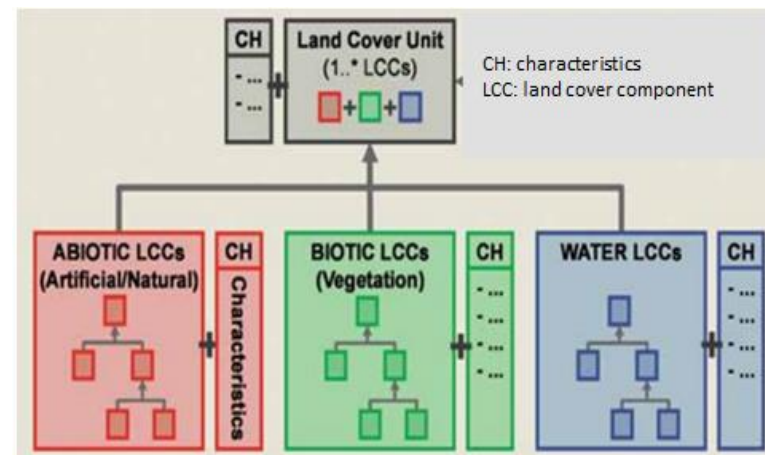 CH
- ...
- ...
+
Land Cover Unit
(1..* LCCs)
+ +
CH: characteristics
LCC: land cover component
ABIOTIC LCCs
(Artificial/Natural)
+
CH
Characteristics
BIOTIC LCCs
(Vegetation)
+
CH
- ...
- ...
- ...
- ...
WATER LCCs
+
CH
- ...
- ...
- ...
- ...